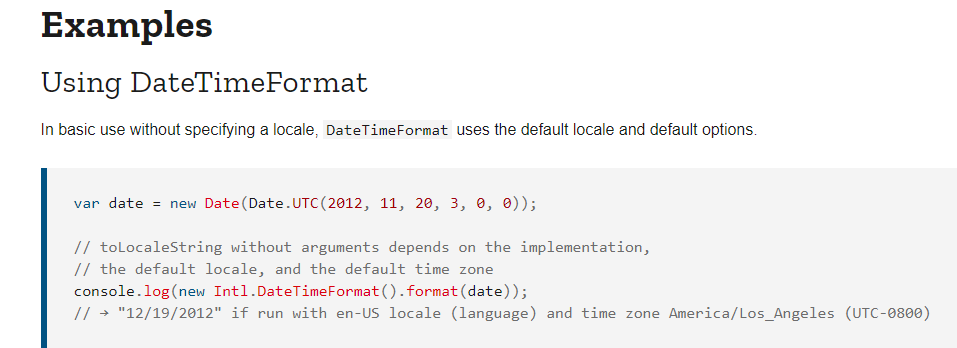 Examples
Using DateTimeFormat
In basic use without specifying a locale, DateTimeFormat uses the default locale and default options.
var date = new Date(Date.UTC(2012, 11, 20, 3, 0, 0));
// toLocaleString without arguments depends on the implementation,
// the default locale, and the default time zone
console.log(new Intl.DateTimeFormat().format(date));
// → "12/19/2012" if run with en-US locale (language) and time zone America/Los_Angeles (UTC-0800)